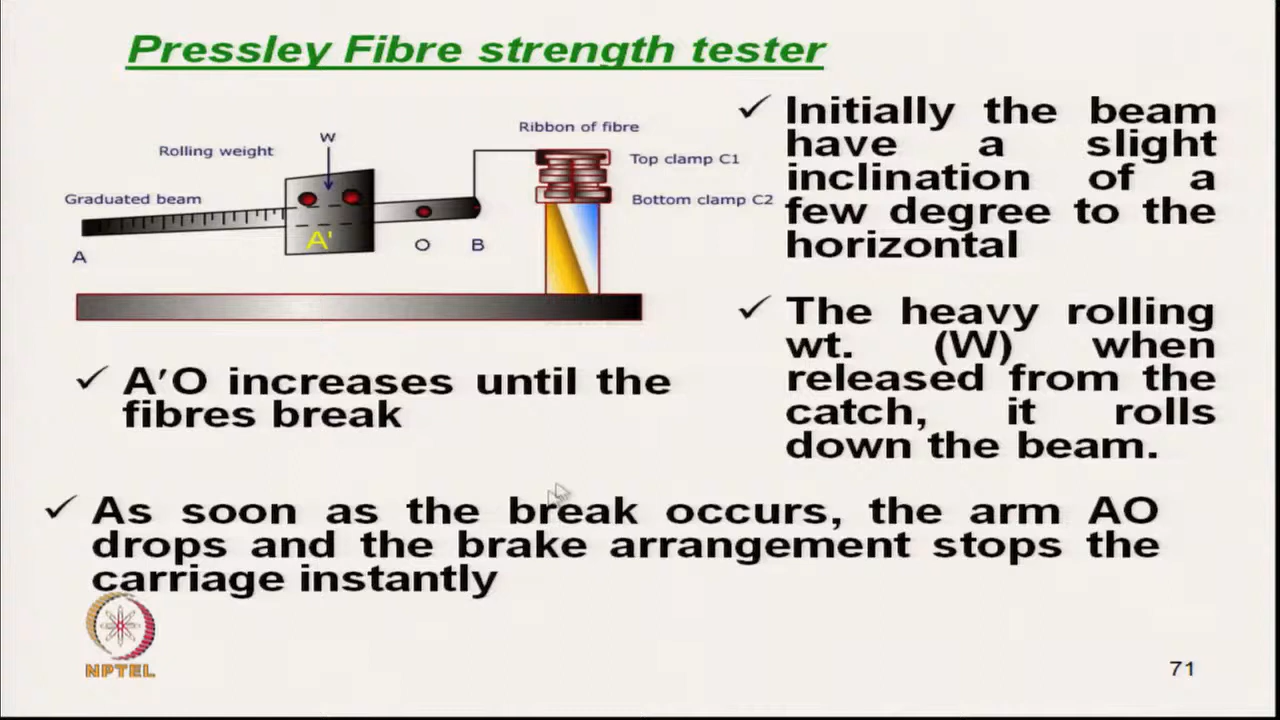 Pressley Fibre strength tester
W
Ribbon of fibre
Rolling weight
Top clamp C1
Graduated beam
Bottom clamp C2
A'
A
O
B
✓ Initially the beam
have a slight
inclination of a
few degree to the
horizontal
✓ The heavy rolling
wt. (W) when
released from the
catch, it rolls
down the beam.
✓ A′O increases until the
fibres break
✓ As soon as the break occurs, the arm AO
drops and the brake arrangement stops the
carriage instantly
NPTEL
71